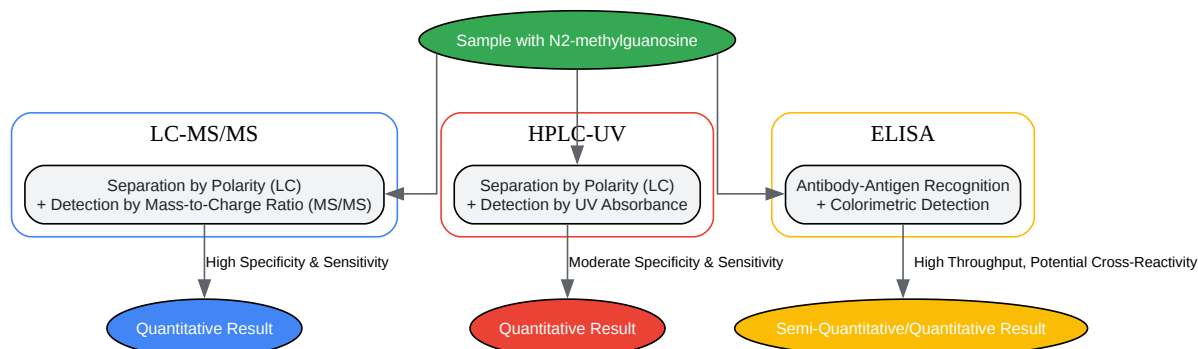 Sample with N2-methylguanosine
LC-MS/MS
HPLC-UV
ELISA
Separation by Polarity (LC)
+ Detection by Mass-to-Charge Ratio (MS/MS)
Separation by Polarity (LC)
+ Detection by UV Absorbance
Antibody-Antigen Recognition
+ Colorimetric Detection
High Specificity & Sensitivity
Moderate Specificity & Sensitivity
High Throughput, Potential Cross-Reactivity
Quantitative Result
Quantitative Result
Semi-Quantitative/Quantitative Result